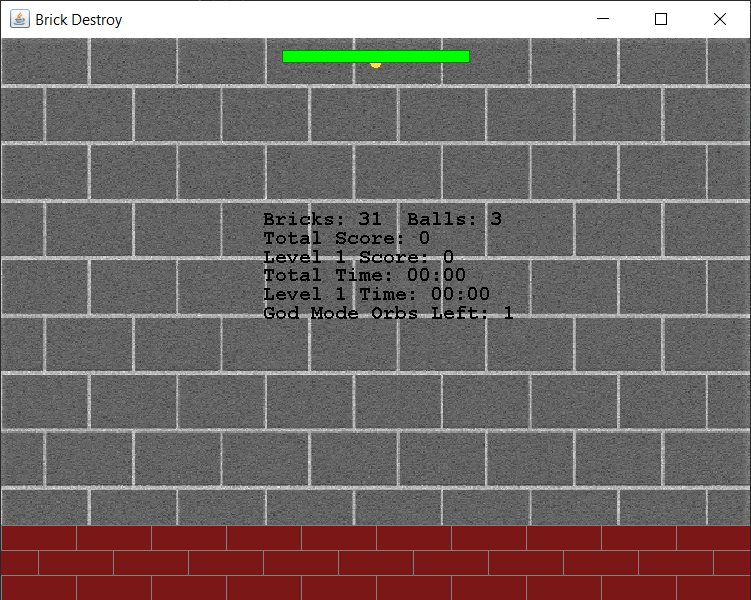 Brick Destroy
Bricks: 31 Balls: 3
Total Score: 0
Level 1 Score: 0
Total Time: 00:00
Level 1 Time: 00:00
God Mode Orbs Left: 1